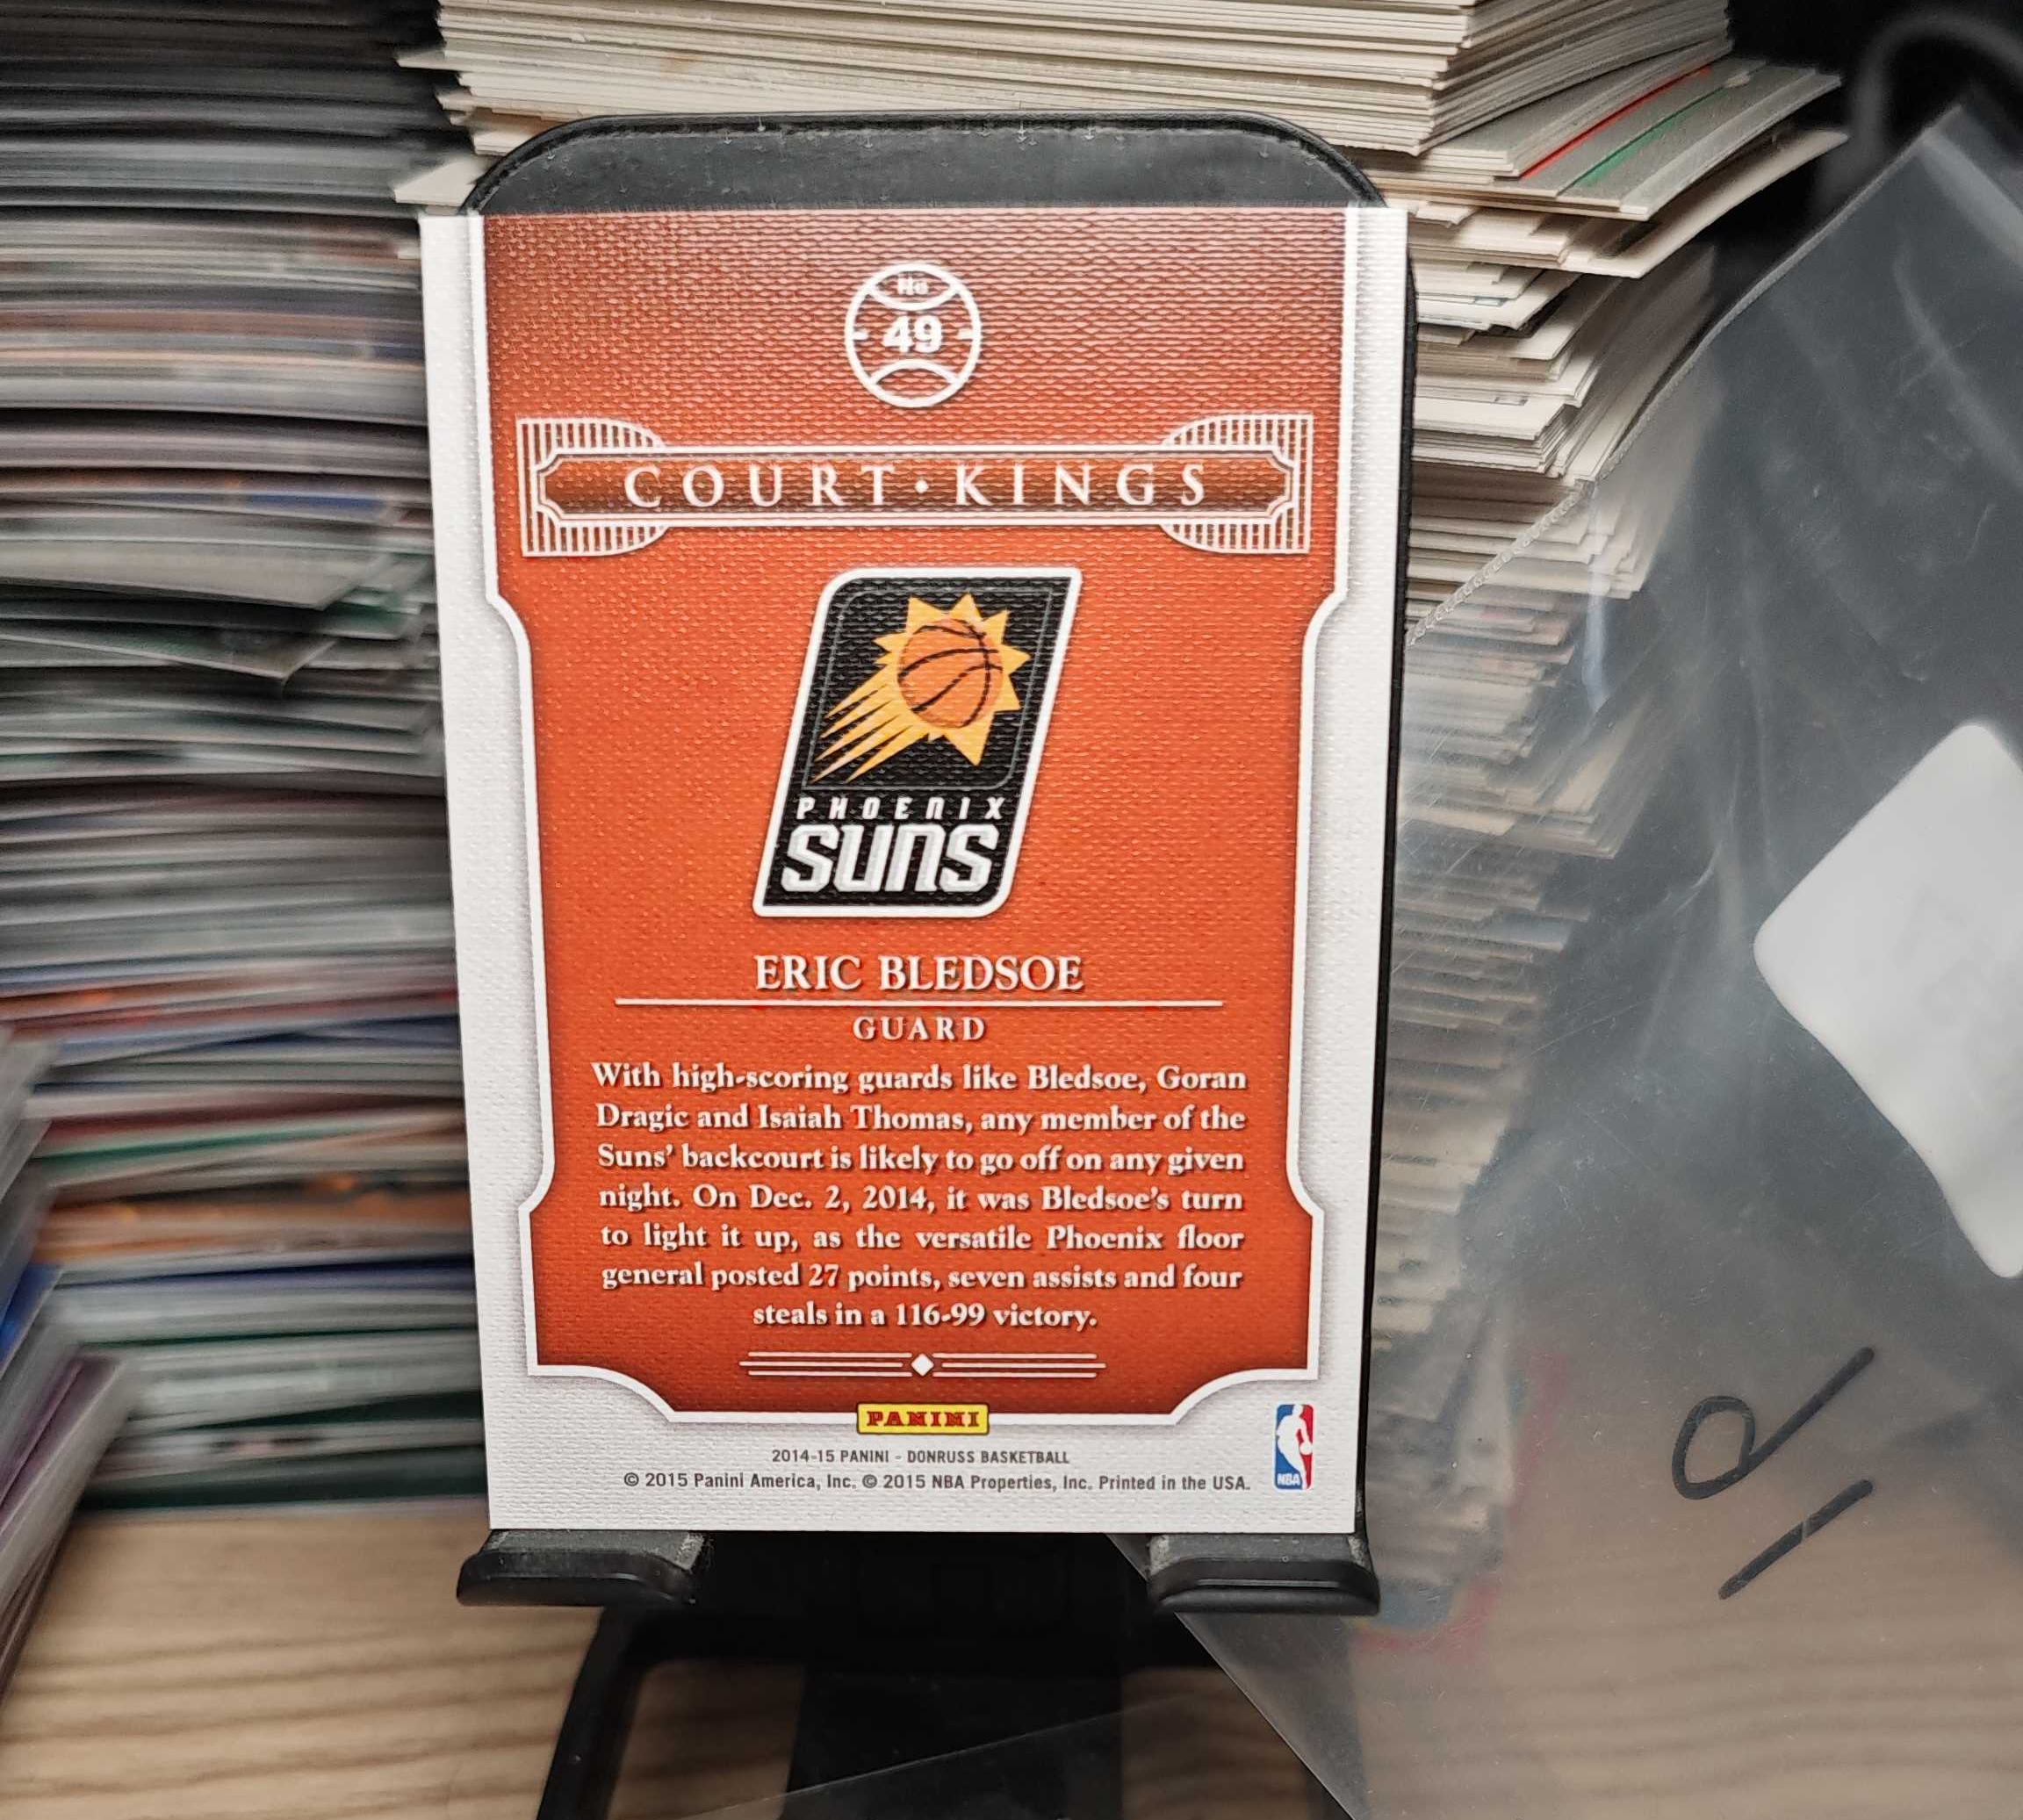 No
49
COURT•KINGS
PHOENIX
SUNS
ERIC BLEDSOE
GUARD
With high-scoring guards like Bledsoe, Goran
Dragic and Isaiah Thomas, any member of the
Suns' backcourt is likely to go off on any given
night. On Dec. 2, 2014, it was Bledsoe's turn
to light it up, as the versatile Phoenix floor
general posted 27 points, seven assists and four
steals in a 116-99 victory.
PANINI
2014-15 PANINI - DONRUSS BASKETBALL
© 2015 Panini America, Inc. © 2015 NBA Properties, Inc. Printed in the USA.
NBA